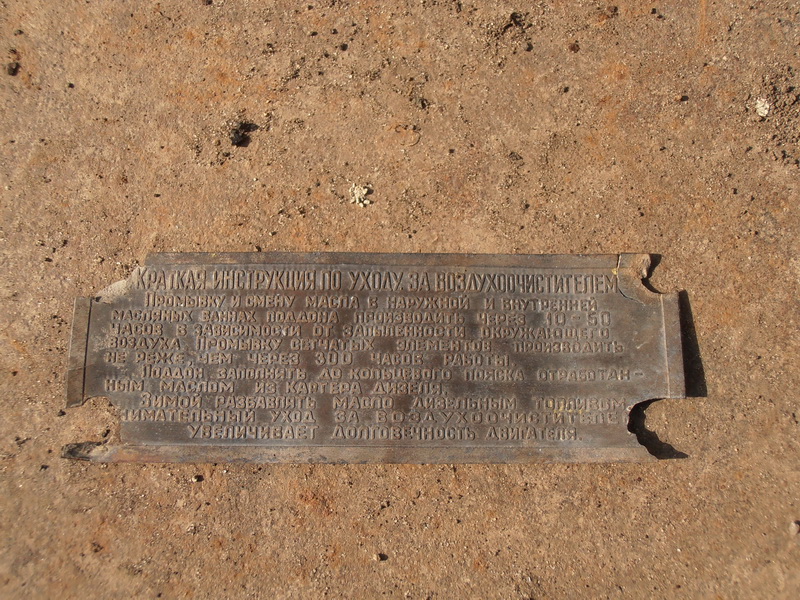 КРАТКАЯ ИНСТРУКЦИЯ ПО УХОДУ ЗА ВОЗДУХООЧИСТИТЕЛЕМ
ПРОМЫВКУ И СМЕНУ МАСЛА В НАРУЖНОЙ И ВНУТРЕННЕЙ
МАСЛЯНЫХ ВАННАХ ПОДДОНА ПРОИЗВОДИТЬ ЧЕРЕЗ 10-50
ЧАСОВ В ЗАВИСИМОСТИ ОТ ЗАПЫЛЕННОСТИ ОКРУЖАЮЩЕГО
ВОЗДУХА. ПРОМЫВКУ СЕТЧАТЫХ ЭЛЕМЕНТОВ ПРОИЗВОДИТЬ
НЕ РЕЖЕ ЧЕМ ЧЕРЕЗ 300 ЧАСОВ РАБОТЫ
ПОДДОН ЗАПОЛНЯТЬ ДО КОЛЬЦЕВОГО ПОЯСКА ОТРАБОТАН-
НЫМ МАСЛОМ ИЗ КАРТЕРА ДИЗЕЛЯ.
ЗИМОЙ РАЗБАВЛЯТЬ МАСЛО ДИЗЕЛЬНЫМ ТОПЛИВОМ
НИМАТЕЛЬНЫЙ УХОД ЗА ВОЗДУХООЧИСТИТЕЛЕ
УВЕЛИЧИВАЕТ ДОЛГОВЕЧНОСТЬ ДВИГАТЕЛЯ.